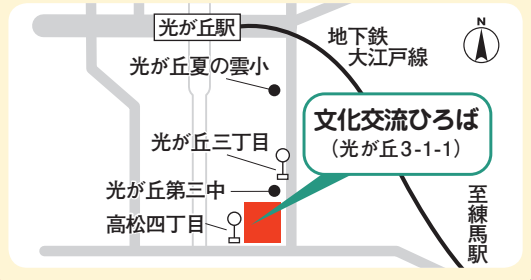 光が丘駅
地下鉄
大江戸線
N
光が丘夏の雲小
文化交流ひろば
(光が丘3-1-1)
光が丘三丁目
光が丘第三中
高松四丁目
至練馬駅